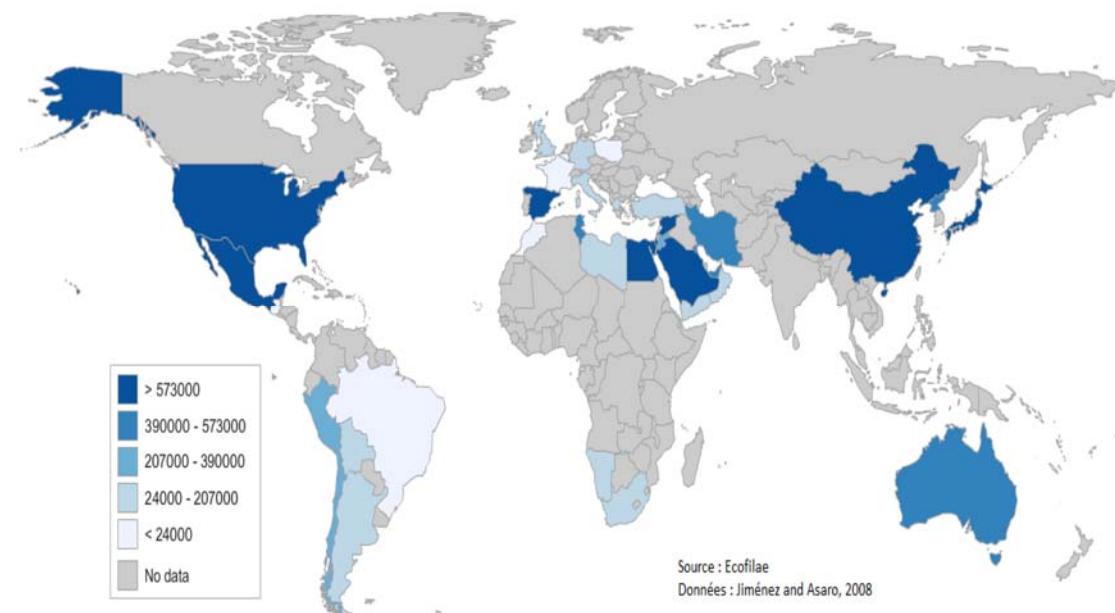 > 573000
390000 - 573000
207000 - 390000
24000 - 207000
< 24000
No data
Source : Ecofilae
Données : Jiménez and Asaro, 2008